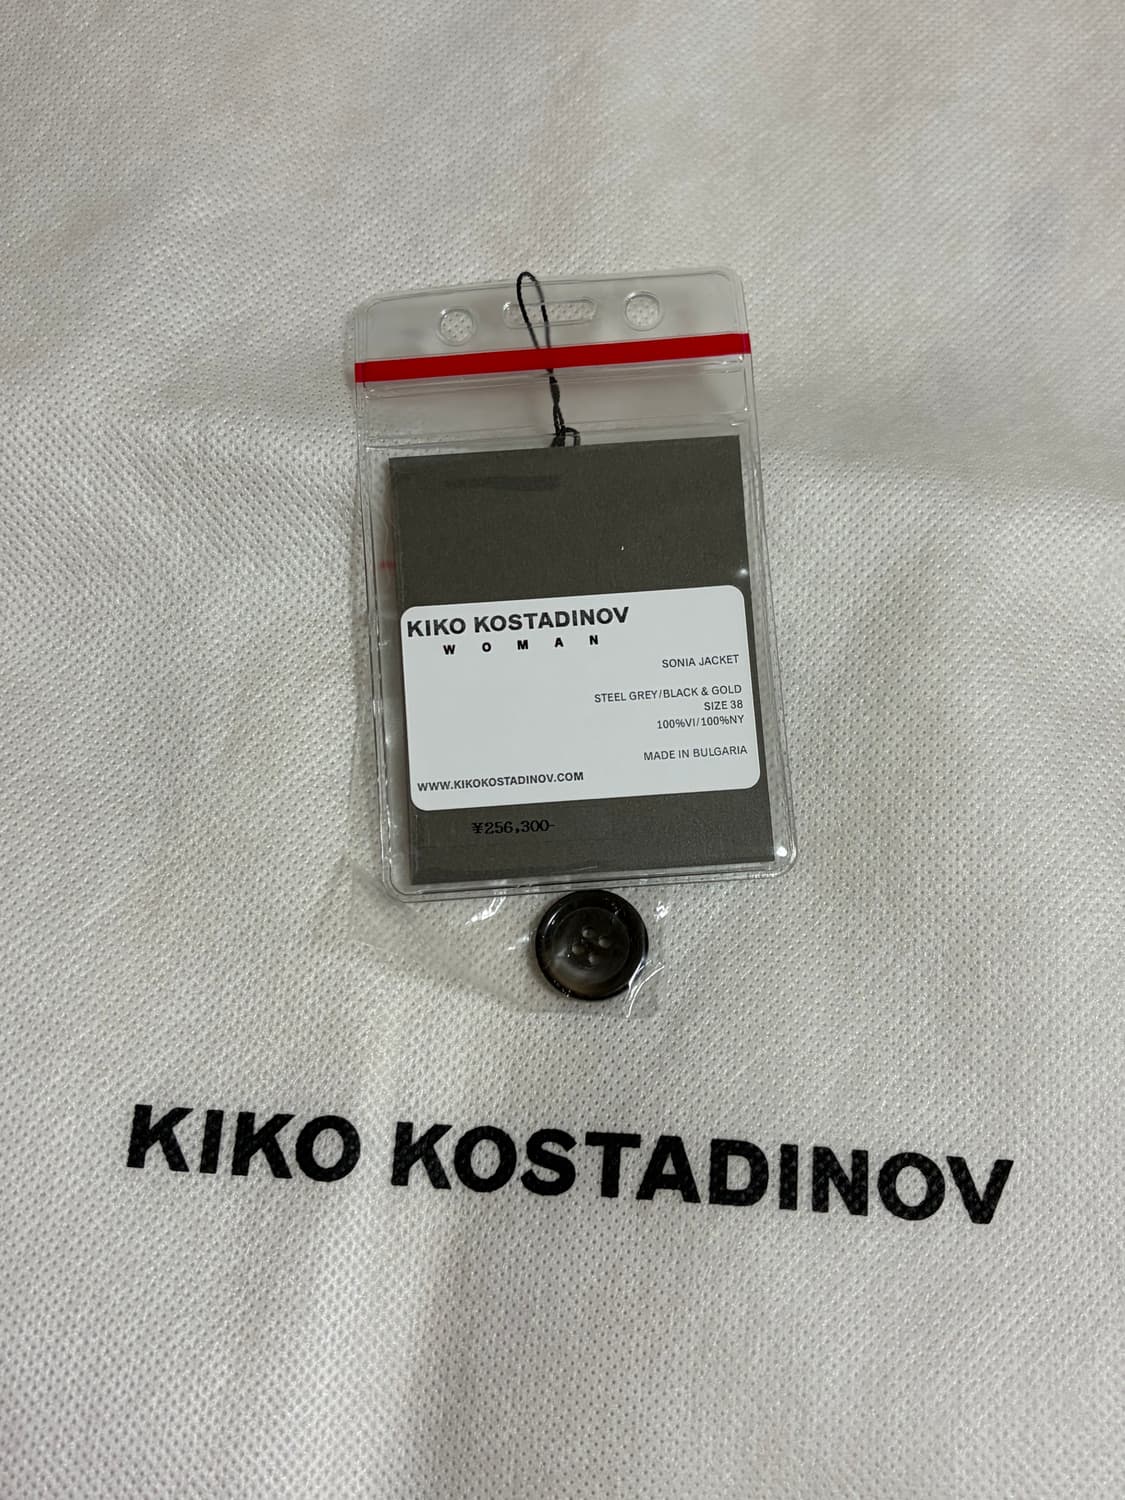 KIKO KOSTADINOV
W O M A N
SONIA JACKET
STEEL GREY/BLACK & GOLD
SIZE 38
100%VI/100%NY
MADE IN BULGARIA
WWW.KIKOKOSTADINOV.COM
¥256,300-
KIKO KOSTADINOV